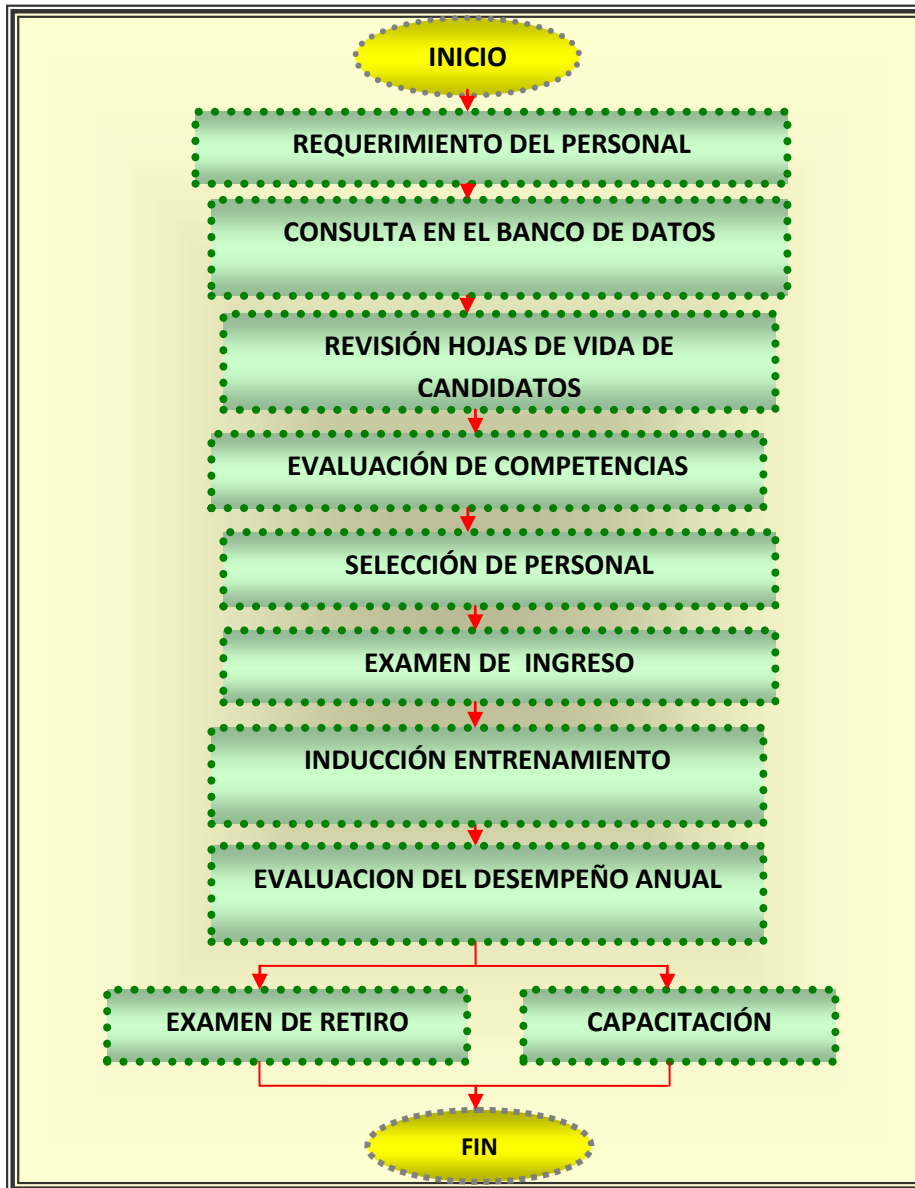 INICIO
REQUERIMIENTO DEL PERSONAL
CONSULTA EN EL BANCO DE DATOS
REVISIÓN HOJAS DE VIDA DE
CANDIDATOS
EVALUACIÓN DE COMPETENCIAS
SELECCIÓN DE PERSONAL
EXAMEN DE INGRESO
INDUCCIÓN ENTRENAMIENTO
EVALUACION DEL DESEMPEÑO ANUAL
EXAMEN DE RETIRO
CAPACITACIÓN
FIN